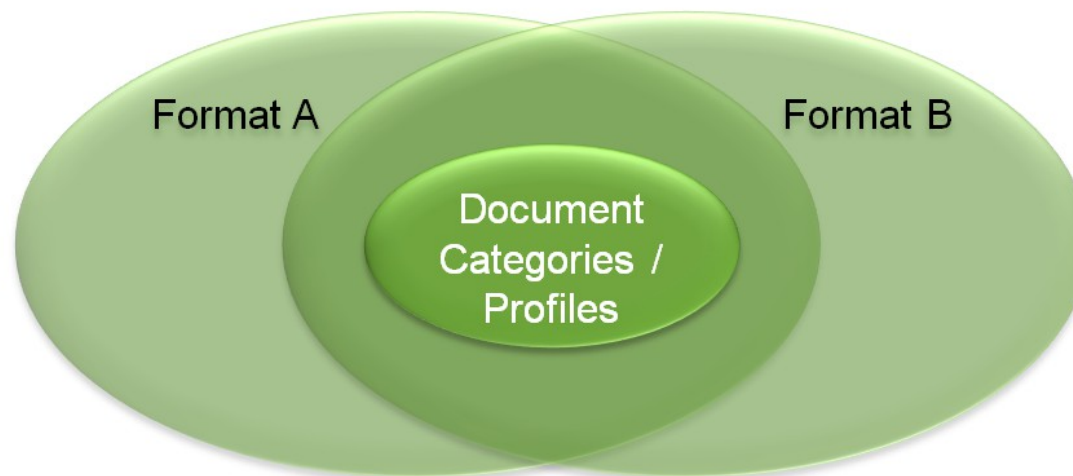 Format A
Format B
Document
Categories /
Profiles